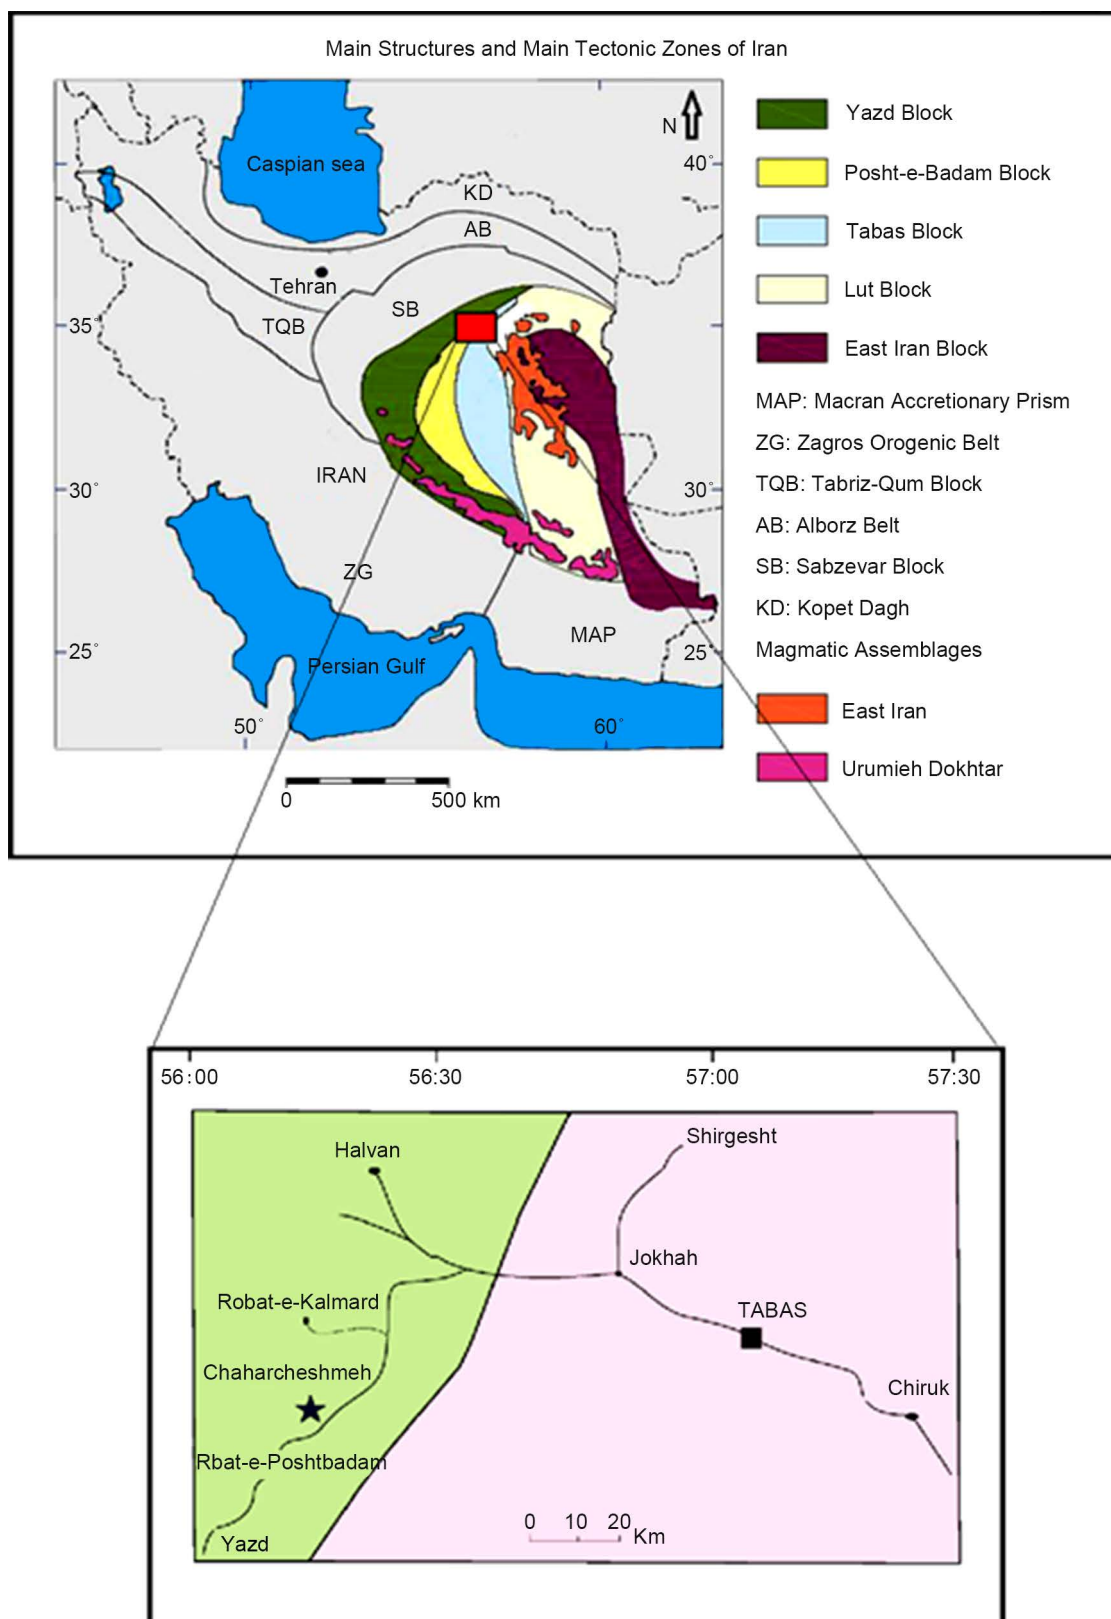 Main Structures and Main Tectonic Zones of Iran
N
Caspian sea
40°
KD
AB
Tehran
SB
TQB
35°
IRAN
30°
30°
ZG
MAP
25°
25°
Persian Gulf
50°
60°
0
500 km
Yazd Block
Posht-e-Badam Block
Tabas Block
Lut Block
East Iran Block
MAP: Macran Accretionary Prism
ZG: Zagros Orogenic Belt
TQB: Tabriz-Qum Block
AB: Alborz Belt
SB: Sabzevar Block
KD: Kopet Dagh
Magmatic Assemblages
East Iran
Urumieh Dokhtar
56:00
56:30
57:00
57:30
Halvan
Shirgesht
Jokhah
Robat-e-Kalmard
TABAS
Chaharcheshmeh
Chiruk
Rbat-e-Poshtbadam
Yazd
0 10 20 Km